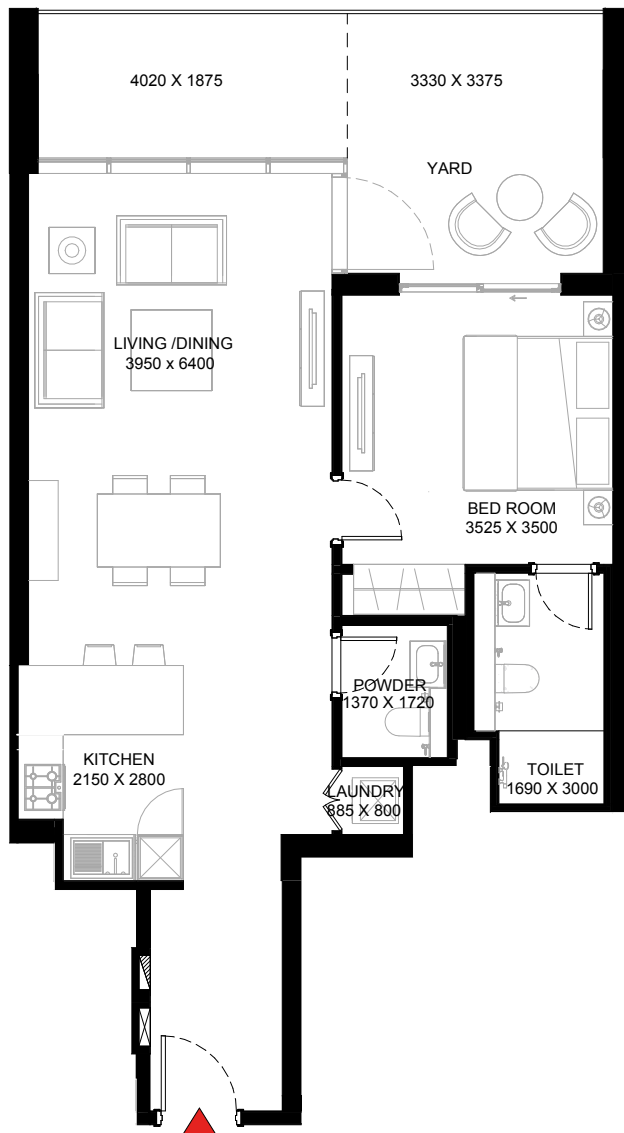 4020 X 1875
3330 X 3375
YARD
LIVING /DINING
3950 x 6400
BED ROOM
3525 X 3500
POWDER
1370 X 1720
KITCHEN
2150 X 2800
LAUNDRY
885 X 800
TOILET
1690 X 3000